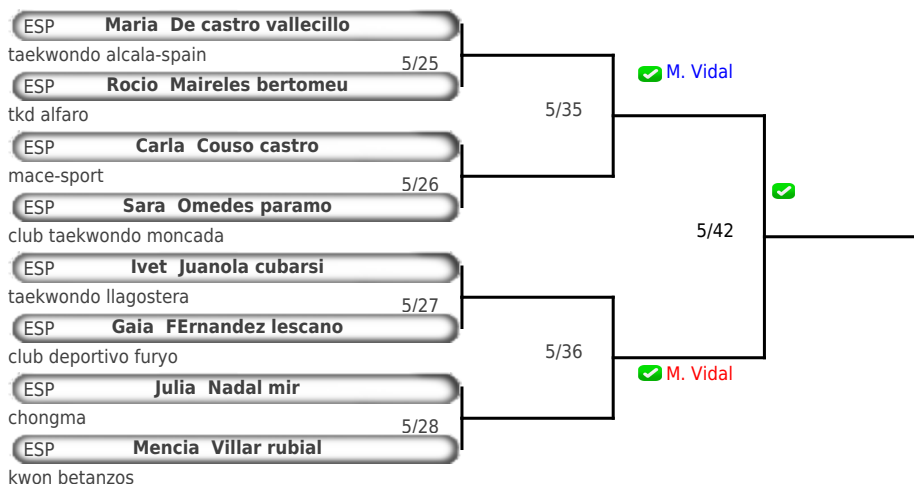 ESP Maria De castro vallecillo
taekwondo alcala-spain
5/25
ESP Rocio Maireles bertomeu
tkd alfaro
5/35
M. Vidal
ESP Carla Couso castro
mace-sport
5/26
ESP Sara Omedes paramo
club taekwondo moncada
5/42
ESP Ivet Juanola cubarsi
taekwondo llagostera
5/27
ESP Gaia FErnandez lescano
club deportivo furyo
5/36
M. Vidal
ESP Julia Nadal mir
chongma
5/28
ESP Mencia Villar rubial
kwon betanzos